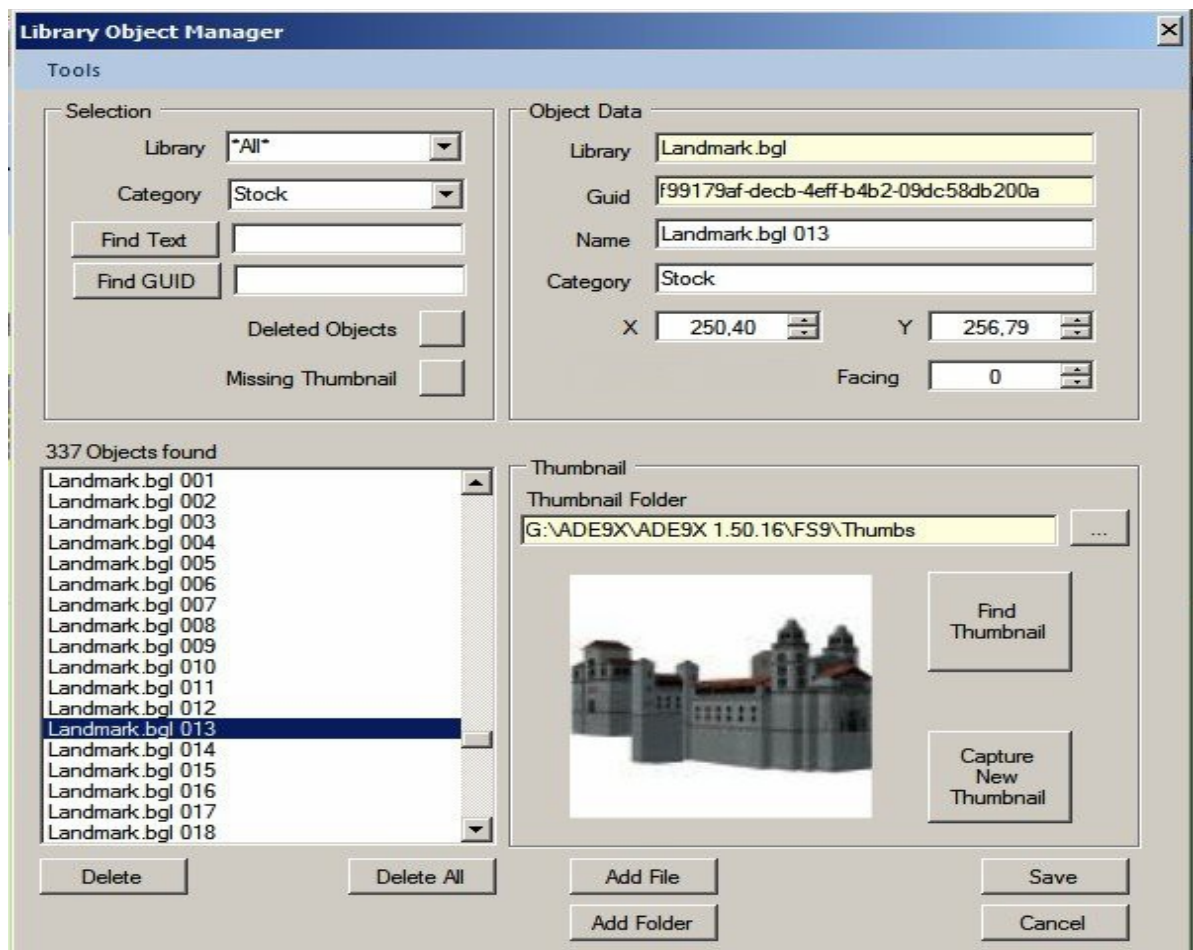 Library Object Manager
Tools
Selection
Library *All*
Category Stock
Find Text
Find GUID
Deleted Objects
Missing Thumbnail
Object Data
Library Landmark.bgl
Guid f99179af-decb-4eff-b4b2-09dc58db200a
Name Landmark.bgl 013
Category Stock
X 250,40 Y 256,79
Facing 0
337 Objects found
Landmark.bgl 001
Landmark.bgl 002
Landmark.bgl 003
Landmark.bgl 004
Landmark.bgl 005
Landmark.bgl 006
Landmark.bgl 007
Landmark.bgl 008
Landmark.bgl 009
Landmark.bgl 010
Landmark.bgl 011
Landmark.bgl 012
Landmark.bgl 013
Landmark.bgl 014
Landmark.bgl 015
Landmark.bgl 016
Landmark.bgl 017
Landmark.bgl 018
Thumbnail
Thumbnail Folder
G:\ADE9X\ADE9X 1.50.16\FS9\Thumbs ...
Find
Thumbnail
Capture
New
Thumbnail
Delete Delete All Add File Save
Add Folder Cancel